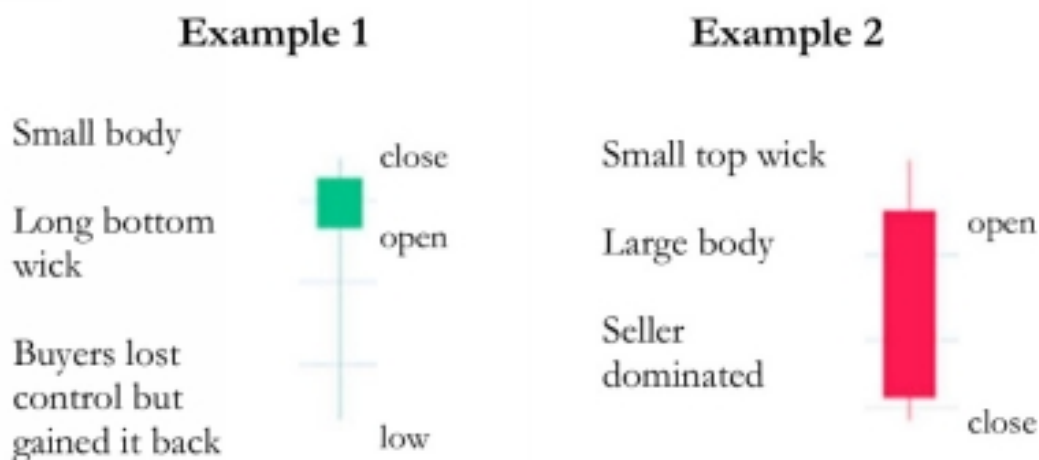 Example 1
Small body
Long bottom
wick
Buyers lost
control but
gained it back
close
open
low
Example 2
Small top wick
Large body
Seller
dominated
open
close